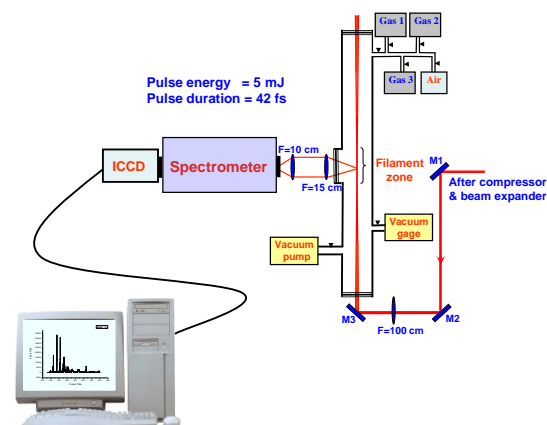 Gas 1
Gas 2
Gas 3
Air
Pulse energy = 5 mJ
Pulse duration = 42 fs
ICCD
Spectrometer
F=10 cm
F=15 cm
Filament
zone
M1
After compressor
& beam expander
Vacuum
pump
Vacuum
gage
M3
F=100 cm
M2